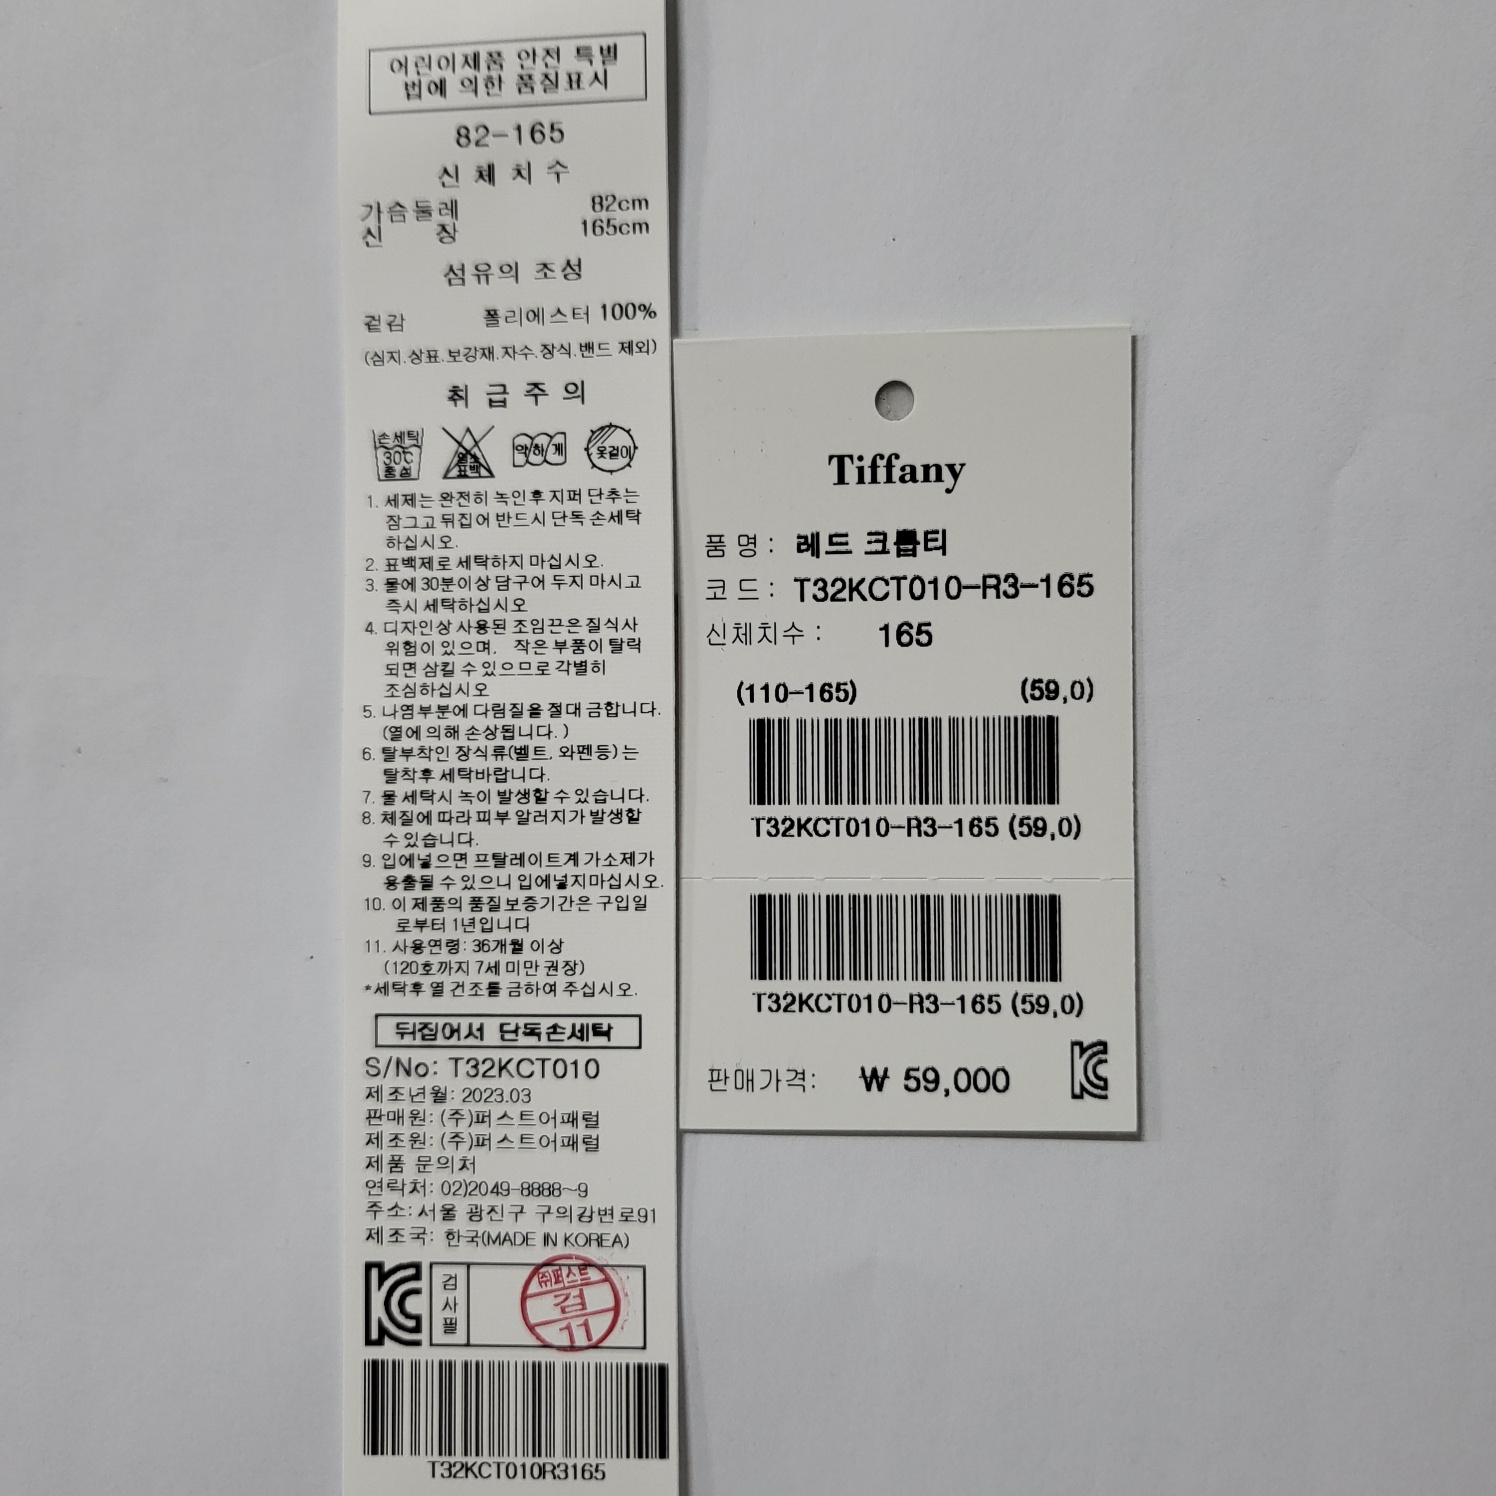 어린이제품 안전 특별
법에 의한 품질표시
82-165
신 체 치 수
가슴둘레 82cm
신 장 165cm
섬유의 조성
겉감 폴리에스터 100%
(심지.상표.보강재.자수.장식.밴드 제외)
취 급 주 의
손세탁 30℃ 중성
염소 표백
약하게
옷걸이
1. 세제는 완전히 녹인후 지퍼 단추는
잠그고 뒤집어 반드시 단독 손세탁
하십시오.
2. 표백제로 세탁하지 마십시오.
3. 물에 30분이상 담구어 두지 마시고
즉시 세탁하십시오
4. 디자인상 사용된 조임끈은 질식사
위험이 있으며, 작은 부품이 탈락
되면 삼킬 수 있으므로 각별히
조심하십시오
5. 나염부분에 다림질을 절대 금합니다.
(열에 의해 손상됩니다. )
6. 탈부착인 장식류(벨트, 와펜등) 는
탈착후 세탁바랍니다.
7. 물 세탁시 녹이 발생할 수 있습니다.
8. 체질에 따라 피부 알러지가 발생할
수 있습니다.
9. 입에넣으면 프탈레이트계 가소제가
용출될 수 있으니 입에넣지마십시오.
10. 이 제품의 품질보증기간은 구입일
로부터 1년입니다
11. 사용연령: 36개월 이상
(120호까지 7세 미만 권장)
*세탁후 열 건조를 금하여 주십시오.
뒤집어서 단독손세탁
S/No: T32KCT010
제조년월: 2023.03
판매원: (주)퍼스트어패럴
제조원: (주)퍼스트어패럴
제품 문의처
연락처: 02)2049-8888~9
주소: 서울 광진구 구의강변로91
제조국: 한국(MADE IN KOREA)
KC 검사필
㈜퍼스트
검
11
T32KCT010R3165
Tiffany
품 명 : 레드 크롭티
코 드 : T32KCT010-R3-165
신체치수 : 165
(110-165) (59,0)
T32KCT010-R3-165 (59,0)
T32KCT010-R3-165 (59,0)
판매가격: ₩ 59,000 KC